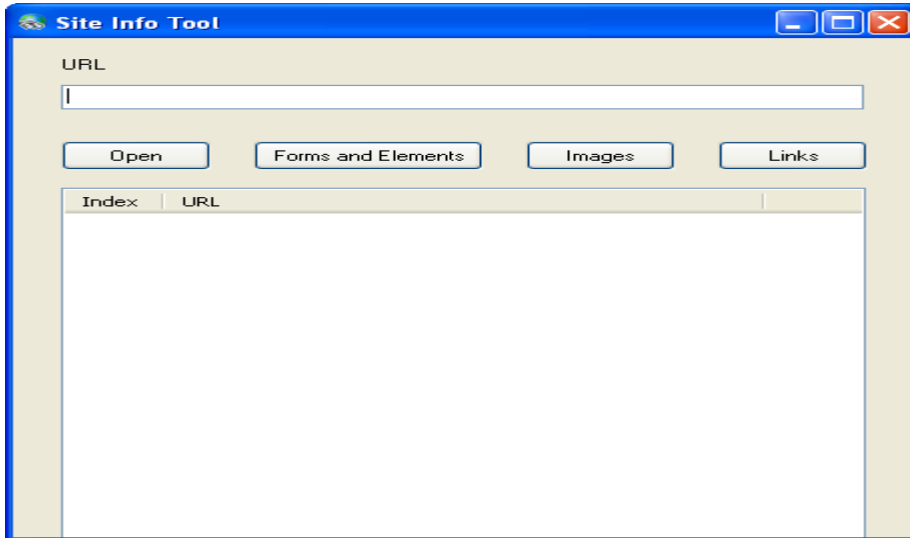 Site Info Tool
URL
Open Forms and Elements Images Links
Index URL